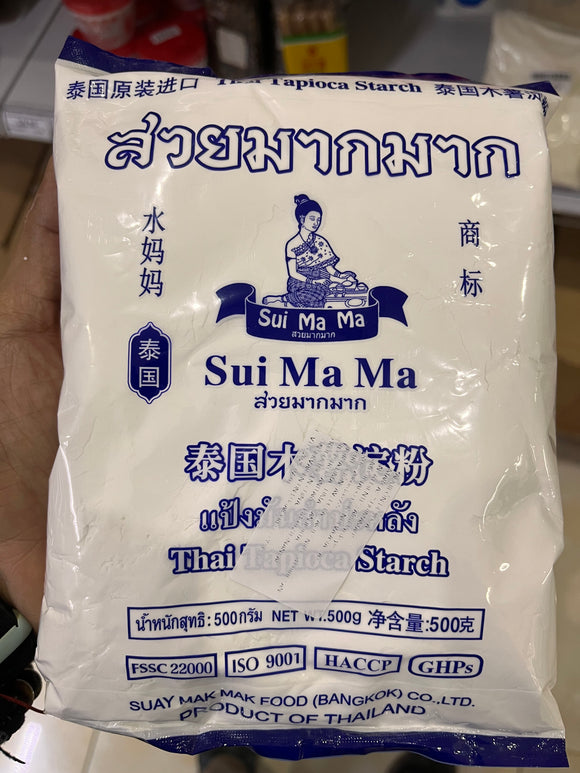 泰国原装进口 Thai Tapioca Starch 泰国木薯淀
สวยมากมาก
水妈妈
商标
Sui Ma Ma
สวยมากมาก
泰国
Sui Ma Ma
สวยมากมาก
泰国木 粉
แป้ง ลัง
Thai Tapioca Starch
น้ำหนักสุทธิ: 500กรัม NET WT.500g 净含量:500克
FSSC 22000 ISO 9001 HACCP GHPs
SUAY MAK MAK FOOD (BANGKOK) CO.,LTD.
PRODUCT OF THAILAND